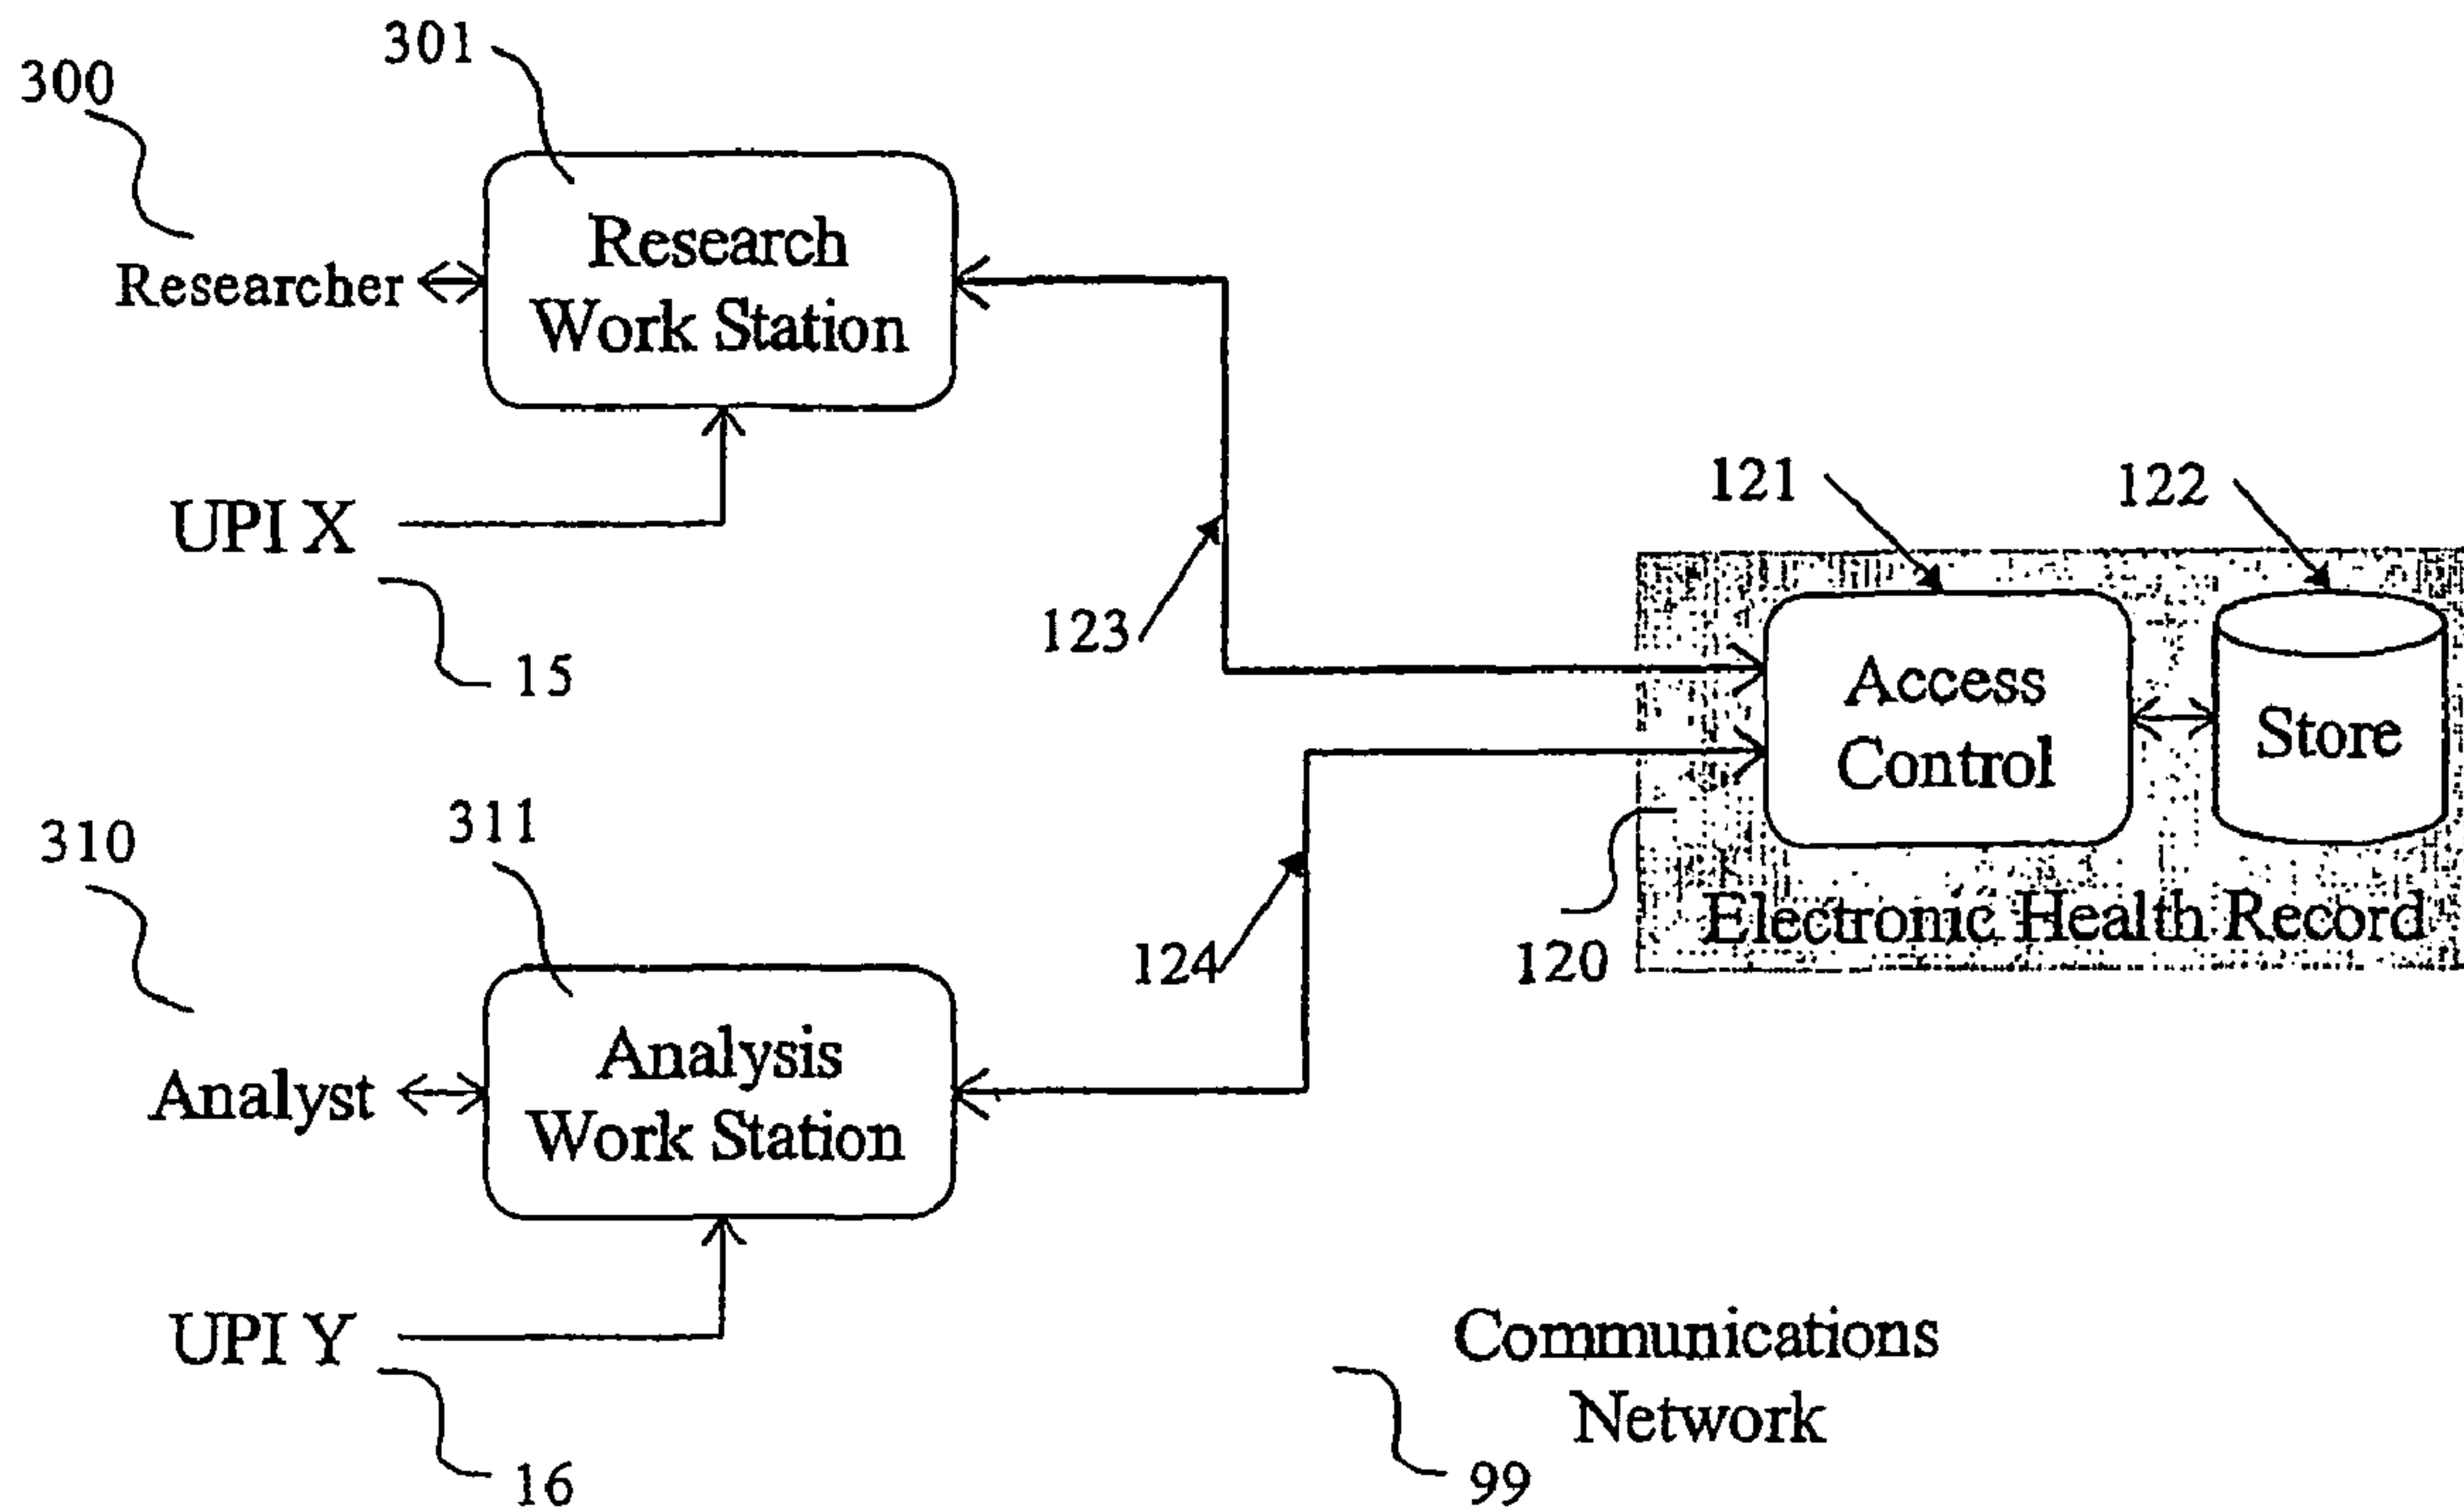 301
300
Research
Work Station
Researcher
UPI X
15
123
121
122
Access
Control
Store
Electronic Health Record
120
124
310
311
Analyst
Analysis
Work Station
UPI Y
16
Communications
Network
99